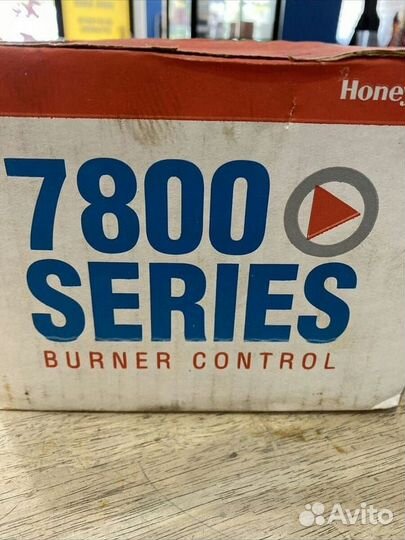 Honey
7800
SERIES
BURNER CONTROL
Avito